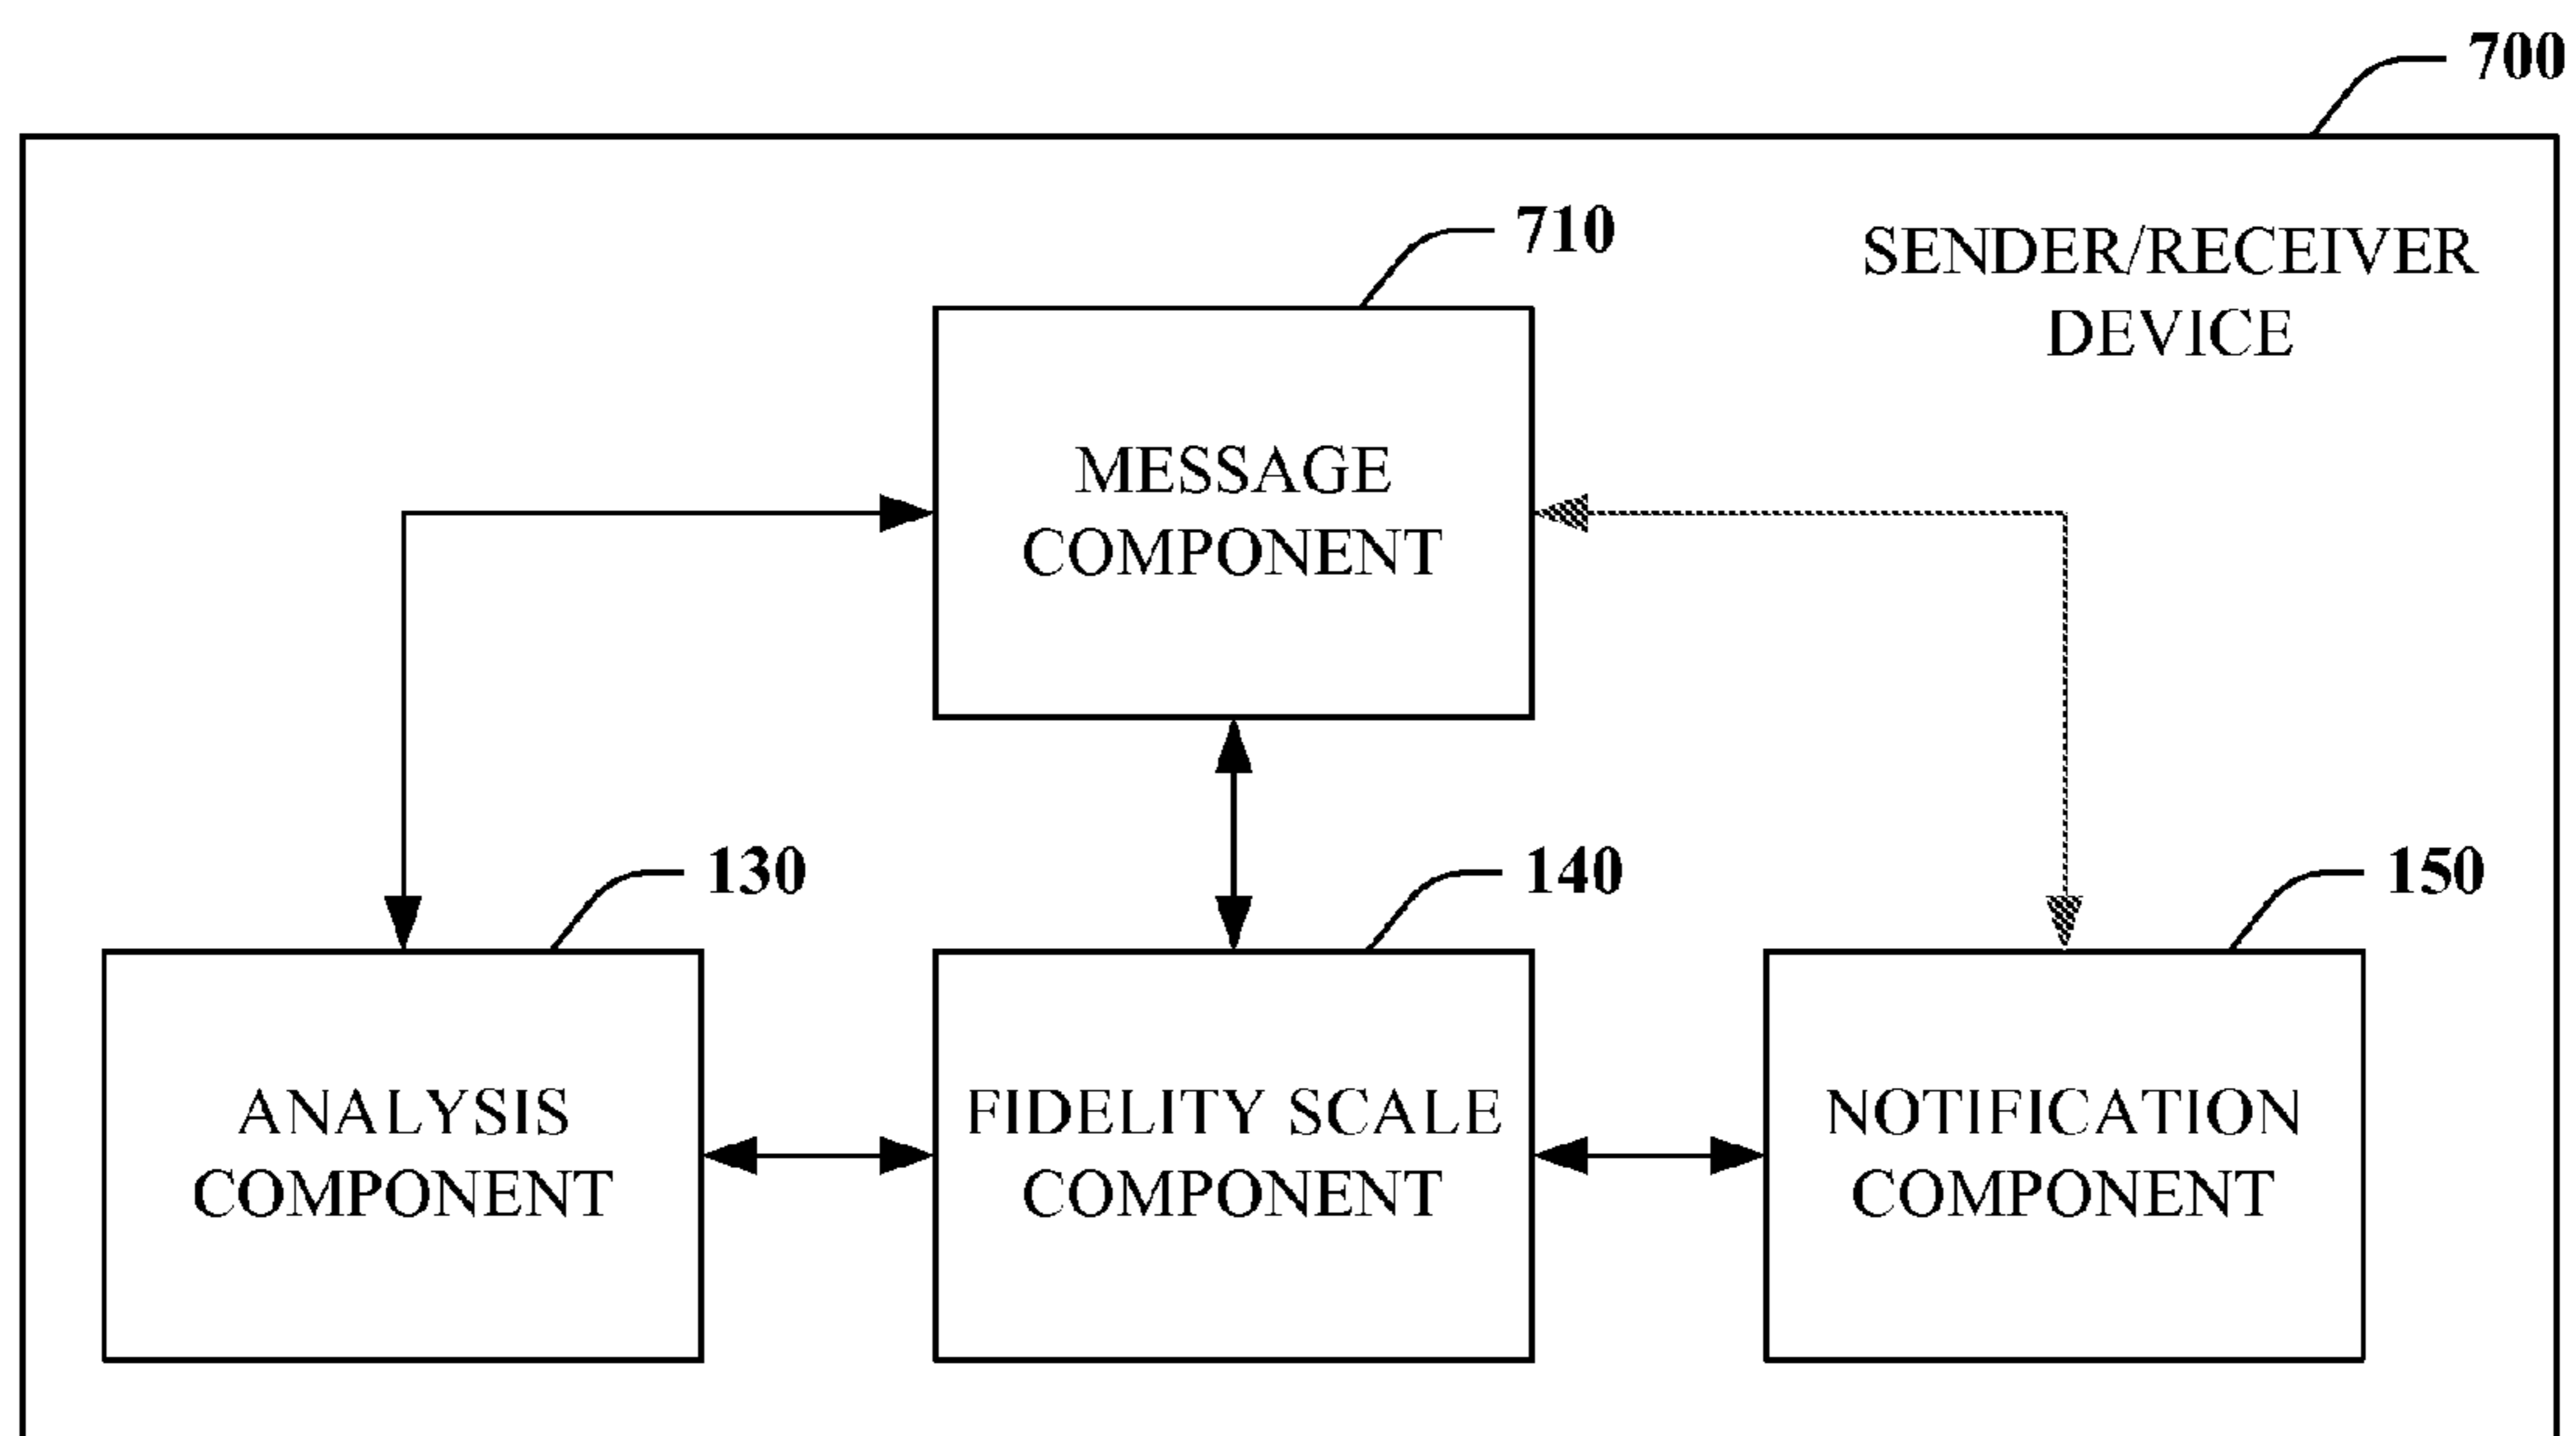 700
710
SENDER/RECEIVER
DEVICE
MESSAGE
COMPONENT
130
140
150
ANALYSIS
COMPONENT
FIDELITY SCALE
COMPONENT
NOTIFICATION
COMPONENT